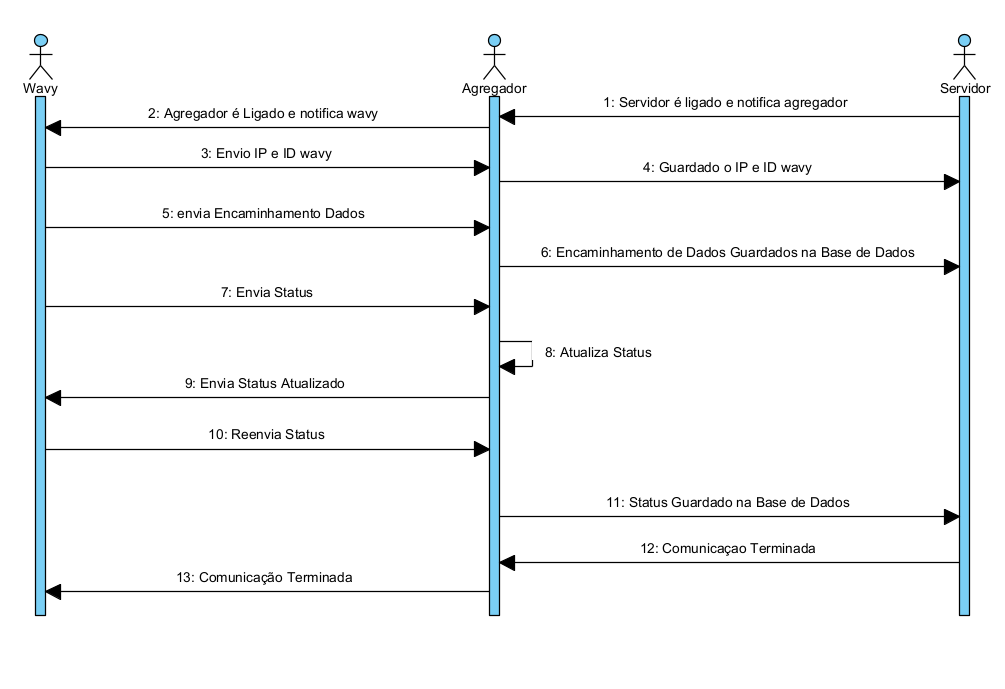 Wavy
Agregador
Servidor
1: Servidor é ligado e notifica agregador
2: Agregador é Ligado e notifica wavy
3: Envio IP e ID wavy
4: Guardado o IP e ID wavy
5: envia Encaminhamento Dados
6: Encaminhamento de Dados Guardados na Base de Dados
7: Envia Status
8: Atualiza Status
9: Envia Status Atualizado
10: Reenvia Status
11: Status Guardado na Base de Dados
12: Comunicaçao Terminada
13: Comunicação Terminada